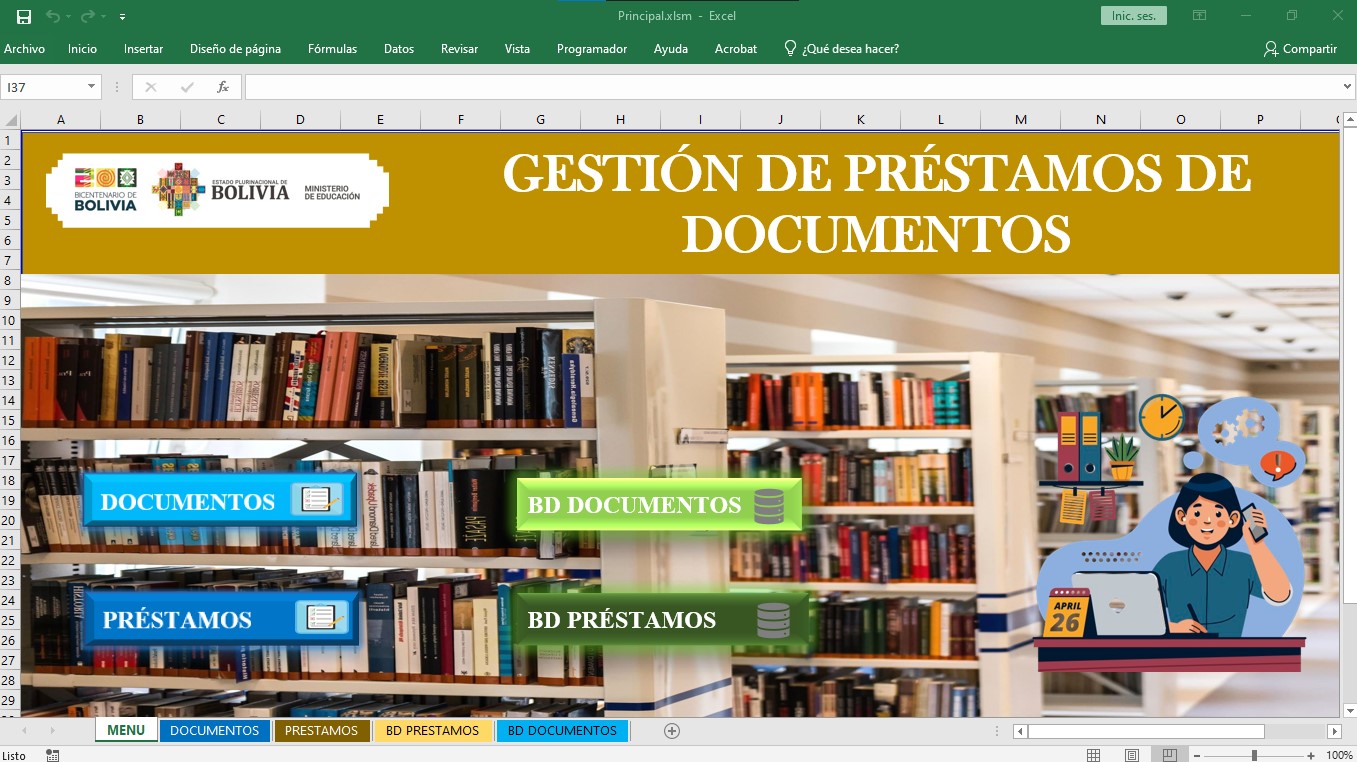 Principal.xlsm - Excel
Inic. ses.
Archivo Inicio Insertar Diseño de página Fórmulas Datos Revisar Vista Programador Ayuda Acrobat ¿Qué desea hacer? Compartir
I37 fx
A B C D E F G H I J K L M N O P
1
2
3
4
5
6
7
8
9
10
11
12
13
14
15
16
17
18
19
20
21
22
23
24
25
26
27
28
29
BICENTENARIO DE
BOLIVIA
ESTADO PLURINACIONAL DE
BOLIVIA
MINISTERIO
DE EDUCACIÓN
GESTIÓN DE PRÉSTAMOS DE
DOCUMENTOS
DOCUMENTOS
BD DOCUMENTOS
PRÉSTAMOS
BD PRÉSTAMOS
APRIL
26
MENU DOCUMENTOS PRESTAMOS BD PRESTAMOS BD DOCUMENTOS
Listo
100%